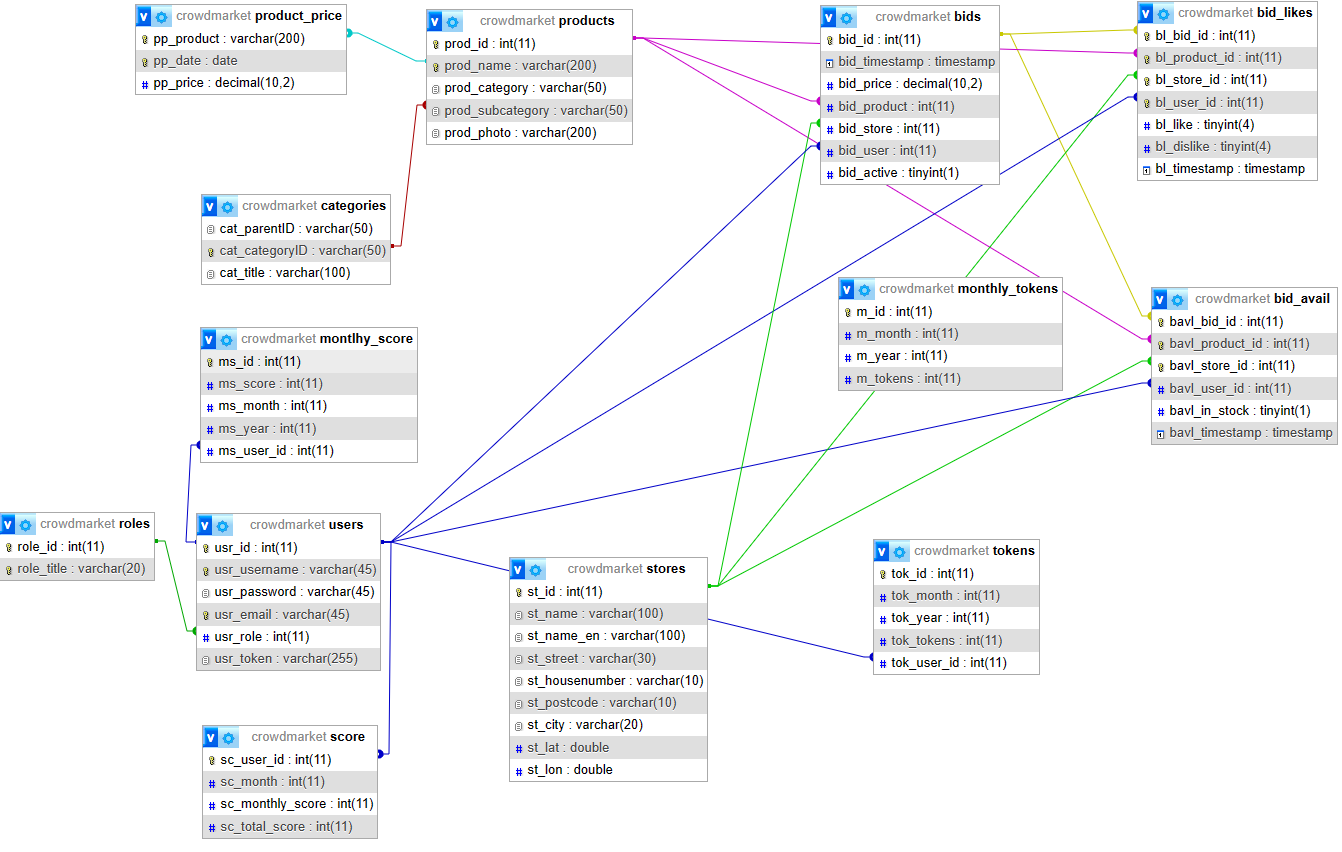 crowdmarket product_price
pp_product : varchar(200)
pp_date : date
pp_price : decimal(10,2)
crowdmarket products
prod_id : int(11)
prod_name : varchar(200)
prod_category : varchar(50)
prod_subcategory : varchar(50)
prod_photo : varchar(200)
crowdmarket bids
bid_id : int(11)
bid_timestamp : timestamp
bid_price : decimal(10,2)
bid_product : int(11)
bid_store : int(11)
bid_user : int(11)
bid_active : tinyint(1)
crowdmarket bid_likes
bl_bid_id : int(11)
bl_product_id : int(11)
bl_store_id : int(11)
bl_user_id : int(11)
bl_like : tinyint(4)
bl_dislike : tinyint(4)
bl_timestamp : timestamp
crowdmarket categories
cat_parentID : varchar(50)
cat_categoryID : varchar(50)
cat_title : varchar(100)
crowdmarket monthly_tokens
m_id : int(11)
m_month : int(11)
m_year : int(11)
m_tokens : int(11)
crowdmarket bid_avail
bavl_bid_id : int(11)
bavl_product_id : int(11)
bavl_store_id : int(11)
bavl_user_id : int(11)
bavl_in_stock : tinyint(1)
bavl_timestamp : timestamp
crowdmarket montlhy_score
ms_id : int(11)
ms_score : int(11)
ms_month : int(11)
ms_year : int(11)
ms_user_id : int(11)
crowdmarket roles
role_id : int(11)
role_title : varchar(20)
crowdmarket users
usr_id : int(11)
usr_username : varchar(45)
usr_password : varchar(45)
usr_email : varchar(45)
usr_role : int(11)
usr_token : varchar(255)
crowdmarket stores
st_id : int(11)
st_name : varchar(100)
st_name_en : varchar(100)
st_street : varchar(30)
st_housenumber : varchar(10)
st_postcode : varchar(10)
st_city : varchar(20)
st_lat : double
st_lon : double
crowdmarket tokens
tok_id : int(11)
tok_month : int(11)
tok_year : int(11)
tok_tokens : int(11)
tok_user_id : int(11)
crowdmarket score
sc_user_id : int(11)
sc_month : int(11)
sc_monthly_score : int(11)
sc_total_score : int(11)